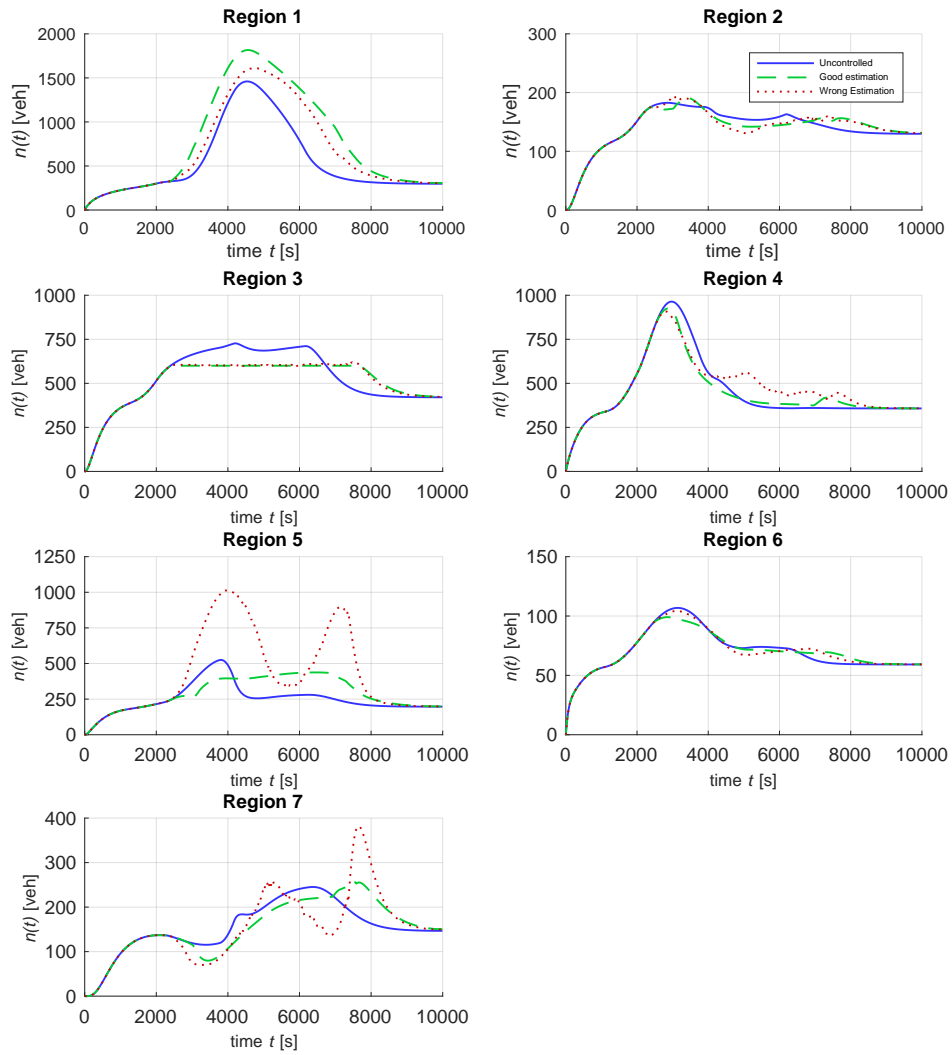 Region 1
n(t) [veh]
2000
1500
1000
500
0
0 2000 4000 6000 8000 10000
time t [s]
Region 2
n(t) [veh]
300
200
100
0
0 2000 4000 6000 8000 10000
time t [s]
Uncontrolled
Good estimation
Wrong Estimation
Region 3
n(t) [veh]
1000
750
500
250
0
0 2000 4000 6000 8000 10000
time t [s]
Region 4
n(t) [veh]
1000
750
500
250
0
0 2000 4000 6000 8000 10000
time t [s]
Region 5
n(t) [veh]
1250
1000
750
500
250
0
0 2000 4000 6000 8000 10000
time t [s]
Region 6
n(t) [veh]
150
100
50
0
0 2000 4000 6000 8000 10000
time t [s]
Region 7
n(t) [veh]
400
300
200
100
0
0 2000 4000 6000 8000 10000
time t [s]